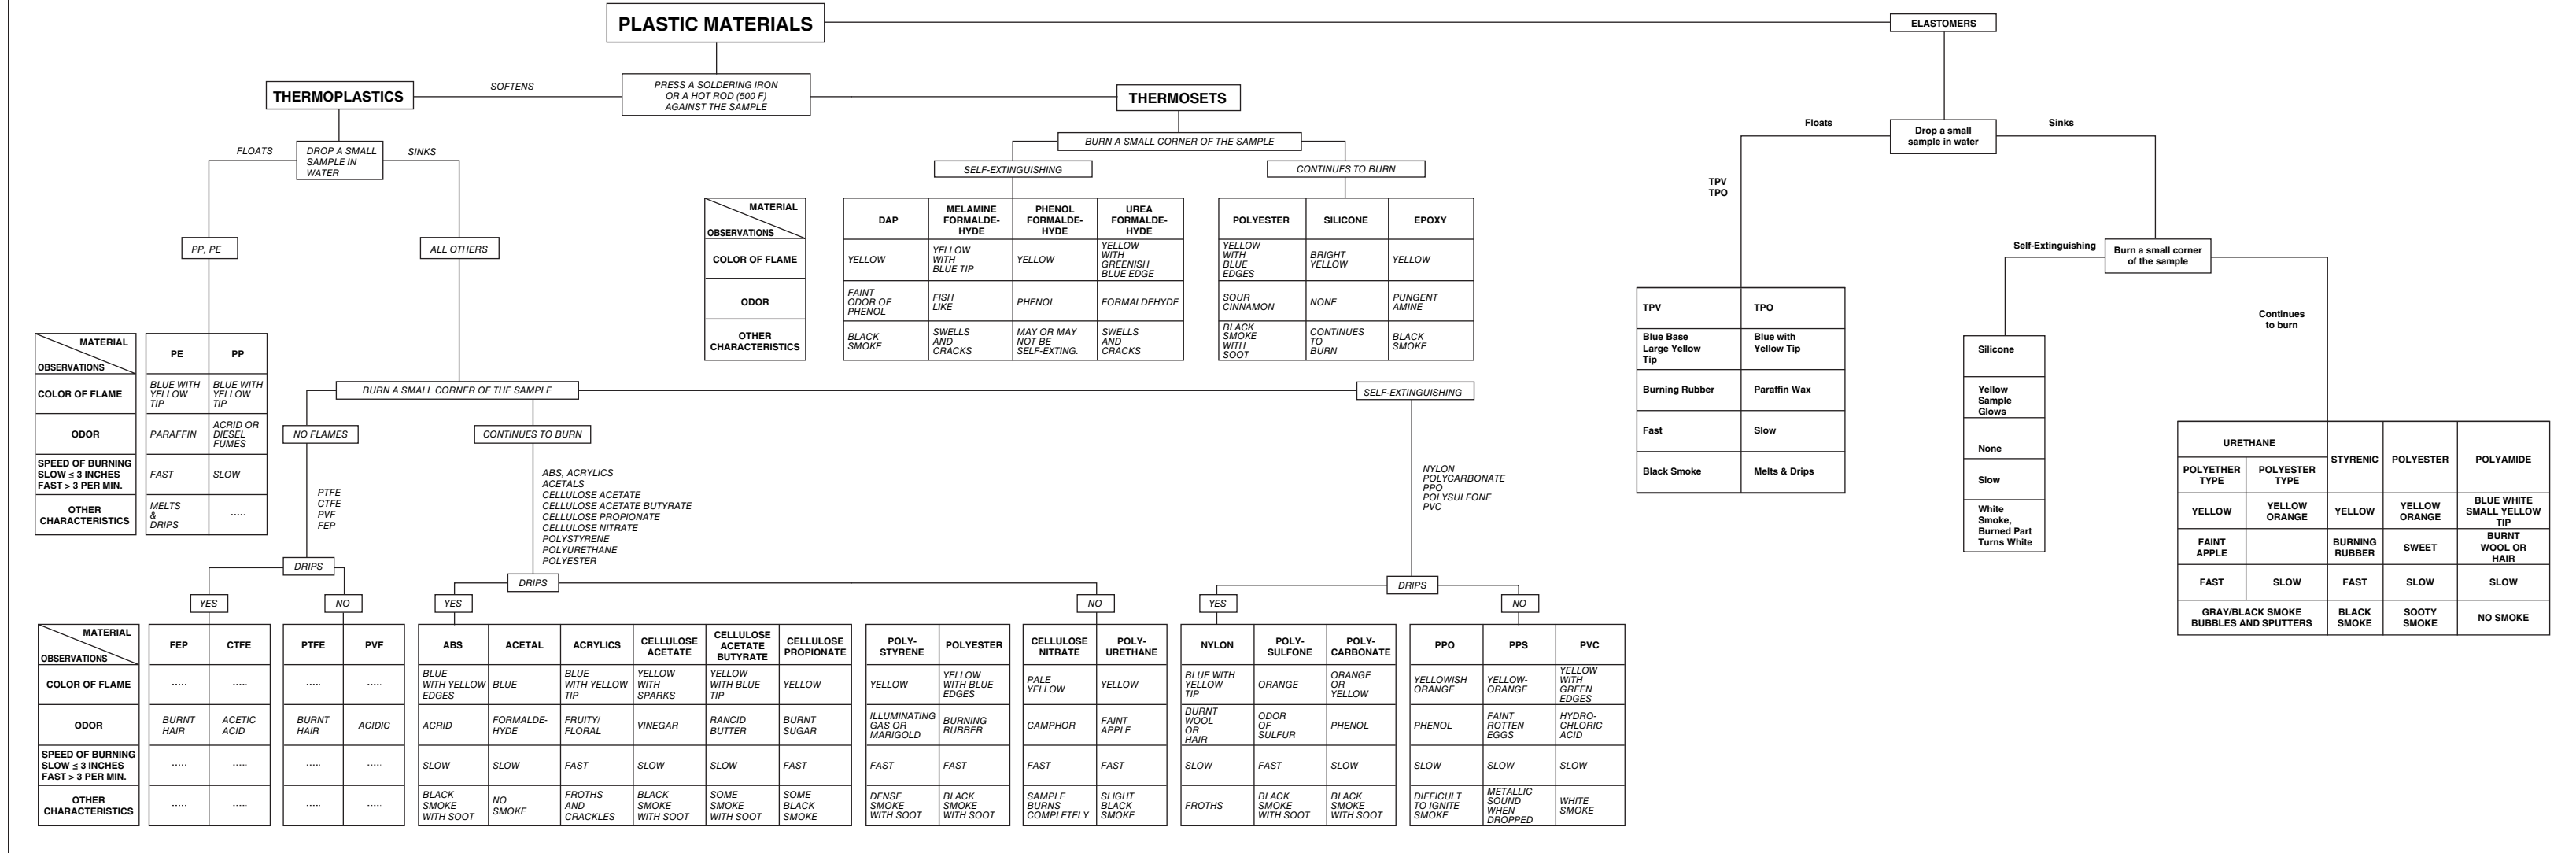 PLASTIC MATERIALS
ELASTOMERS
THERMOPLASTICS
SOFTENS
PRESS A SOLDERING IRON
OR A HOT ROD (500 F)
AGAINST THE SAMPLE
THERMOSETS
FLOATS
DROP A SMALL
SAMPLE IN
WATER
SINKS
PP, PE
ALL OTHERS
BURN A SMALL CORNER OF THE SAMPLE
SELF-EXTINGUISHING
CONTINUES TO BURN
MATERIAL
OBSERVATIONS
DAP
MELAMINE
FORMALDE-
HYDE
PHENOL
FORMALDE-
HYDE
UREA
FORMALDE-
HYDE
POLYESTER
SILICONE
EPOXY
COLOR OF FLAME
YELLOW
YELLOW
WITH
BLUE TIP
YELLOW
YELLOW
WITH
GREENISH
BLUE EDGE
YELLOW
WITH
BLUE
EDGES
BRIGHT
YELLOW
YELLOW
ODOR
FAINT
ODOR OF
PHENOL
FISH
LIKE
PHENOL
FORMALDEHYDE
SOUR
CINNAMON
NONE
PUNGENT
AMINE
OTHER
CHARACTERISTICS
BLACK
SMOKE
SWELLS
AND
CRACKS
MAY OR MAY
NOT BE
SELF-EXTING.
SWELLS
AND
CRACKS
BLACK
SMOKE
WITH
SOOT
CONTINUES
TO
BURN
BLACK
SMOKE
MATERIAL
OBSERVATIONS
PE
PP
COLOR OF FLAME
BLUE WITH
YELLOW
TIP
BLUE WITH
YELLOW
TIP
ODOR
PARAFFIN
ACRID OR
DIESEL
FUMES
SPEED OF BURNING
SLOW ≤ 3 INCHES
FAST > 3 PER MIN.
FAST
SLOW
OTHER
CHARACTERISTICS
MELTS
&
DRIPS
.....
BURN A SMALL CORNER OF THE SAMPLE
SELF-EXTINGUISHING
NO FLAMES
CONTINUES TO BURN
PTFE
CTFE
PVF
FEP
ABS, ACRYLICS
ACETALS
CELLULOSE ACETATE
CELLULOSE ACETATE BUTYRATE
CELLULOSE PROPIONATE
CELLULOSE NITRATE
POLYSTYRENE
POLYURETHANE
POLYESTER
NYLON
POLYCARBONATE
PPO
POLYSULFONE
PVC
DRIPS
DRIPS
DRIPS
YES
NO
YES
NO
YES
NO
MATERIAL
OBSERVATIONS
FEP
CTFE
PTFE
PVF
ABS
ACETAL
ACRYLICS
CELLULOSE
ACETATE
CELLULOSE
ACETATE
BUTYRATE
CELLULOSE
PROPIONATE
POLY-
STYRENE
POLYESTER
CELLULOSE
NITRATE
POLY-
URETHANE
NYLON
POLY-
SULFONE
POLY-
CARBONATE
PPO
PPS
PVC
COLOR OF FLAME
.....
.....
.....
.....
BLUE
WITH YELLOW
EDGES
BLUE
BLUE
WITH YELLOW
TIP
YELLOW
WITH
SPARKS
YELLOW
WITH BLUE
TIP
YELLOW
YELLOW
YELLOW
WITH BLUE
EDGES
PALE
YELLOW
YELLOW
BLUE WITH
YELLOW
TIP
ORANGE
ORANGE
OR
YELLOW
YELLOWISH
ORANGE
YELLOW-
ORANGE
YELLOW
WITH
GREEN
EDGES
ODOR
BURNT
HAIR
ACETIC
ACID
BURNT
HAIR
ACIDIC
ACRID
FORMALDE-
HYDE
FRUITY/
FLORAL
VINEGAR
RANCID
BUTTER
BURNT
SUGAR
ILLUMINATING
GAS OR
MARIGOLD
BURNING
RUBBER
CAMPHOR
FAINT
APPLE
BURNT
WOOL
OR
HAIR
ODOR
OF
SULFUR
PHENOL
PHENOL
FAINT
ROTTEN
EGGS
HYDRO-
CHLORIC
ACID
SPEED OF BURNING
SLOW ≤ 3 INCHES
FAST > 3 PER MIN.
.....
.....
.....
.....
SLOW
SLOW
FAST
SLOW
SLOW
FAST
FAST
FAST
FAST
FAST
SLOW
FAST
SLOW
SLOW
SLOW
SLOW
OTHER
CHARACTERISTICS
.....
.....
.....
.....
BLACK
SMOKE
WITH SOOT
NO
SMOKE
FROTHS
AND
CRACKLES
BLACK
SMOKE
WITH SOOT
SOME
SMOKE
WITH SOOT
SOME
BLACK
SMOKE
DENSE
SMOKE
WITH SOOT
BLACK
SMOKE
WITH SOOT
SAMPLE
BURNS
COMPLETELY
SLIGHT
BLACK
SMOKE
FROTHS
BLACK
SMOKE
WITH SOOT
BLACK
SMOKE
WITH SOOT
DIFFICULT
TO IGNITE
SMOKE
METALLIC
SOUND
WHEN
DROPPED
WHITE
SMOKE
Floats
Drop a small
sample in water
Sinks
TPV
TPO
Self-Extinguishing
Burn a small corner
of the sample
Continues
to burn
TPV
TPO
Blue Base
Large Yellow
Tip
Blue with
Yellow Tip
Burning Rubber
Paraffin Wax
Fast
Slow
Black Smoke
Melts & Drips
Silicone
Yellow
Sample
Glows
None
Slow
White
Smoke,
Burned Part
Turns White
URETHANE
POLYETHER
TYPE
POLYESTER
TYPE
STYRENIC
POLYESTER
POLYAMIDE
YELLOW
YELLOW
ORANGE
YELLOW
YELLOW
ORANGE
BLUE WHITE
SMALL YELLOW
TIP
FAINT
APPLE
BURNING
RUBBER
SWEET
BURNT
WOOL OR
HAIR
FAST
SLOW
FAST
SLOW
SLOW
GRAY/BLACK SMOKE
BUBBLES AND SPUTTERS
BLACK
SMOKE
SOOTY
SMOKE
NO SMOKE